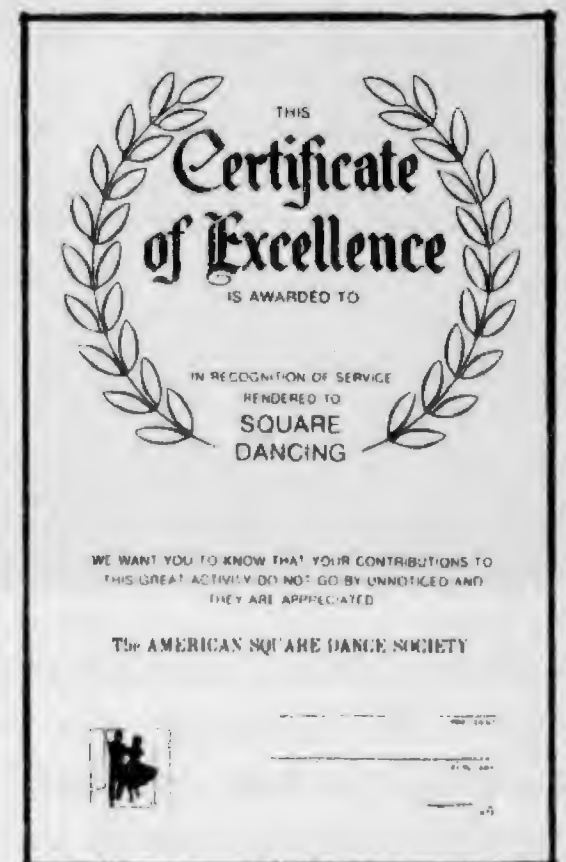 THIS
Certificate
of Excellence
IS AWARDED TO
IN RECOGNITION OF SERVICE
RENDERED TO
SQUARE
DANCING
WE WANT YOU TO KNOW THAT YOUR CONTRIBUTIONS TO
THIS GREAT ACTIVITY DO NOT GO BY UNNOTICED AND
THEY ARE APPRECIATED
The AMERICAN SQUARE DANCE SOCIETY